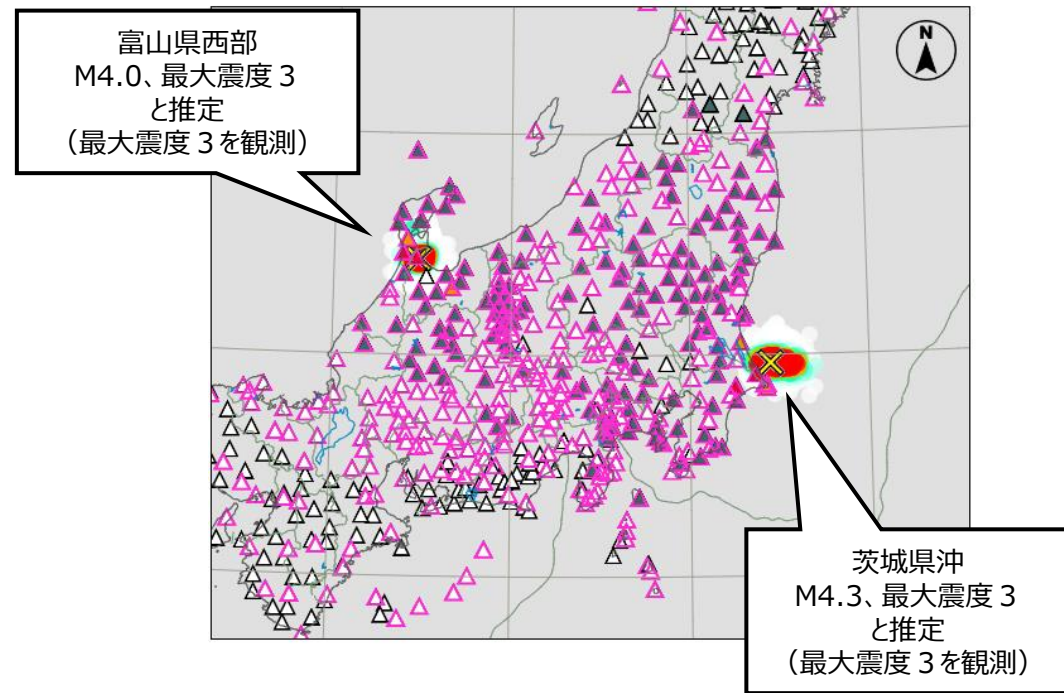 富山県西部
M4.0、最大震度３
と推定
（最大震度３を観測）
N
茨城県沖
M4.3、最大震度３
と推定
（最大震度３を観測）